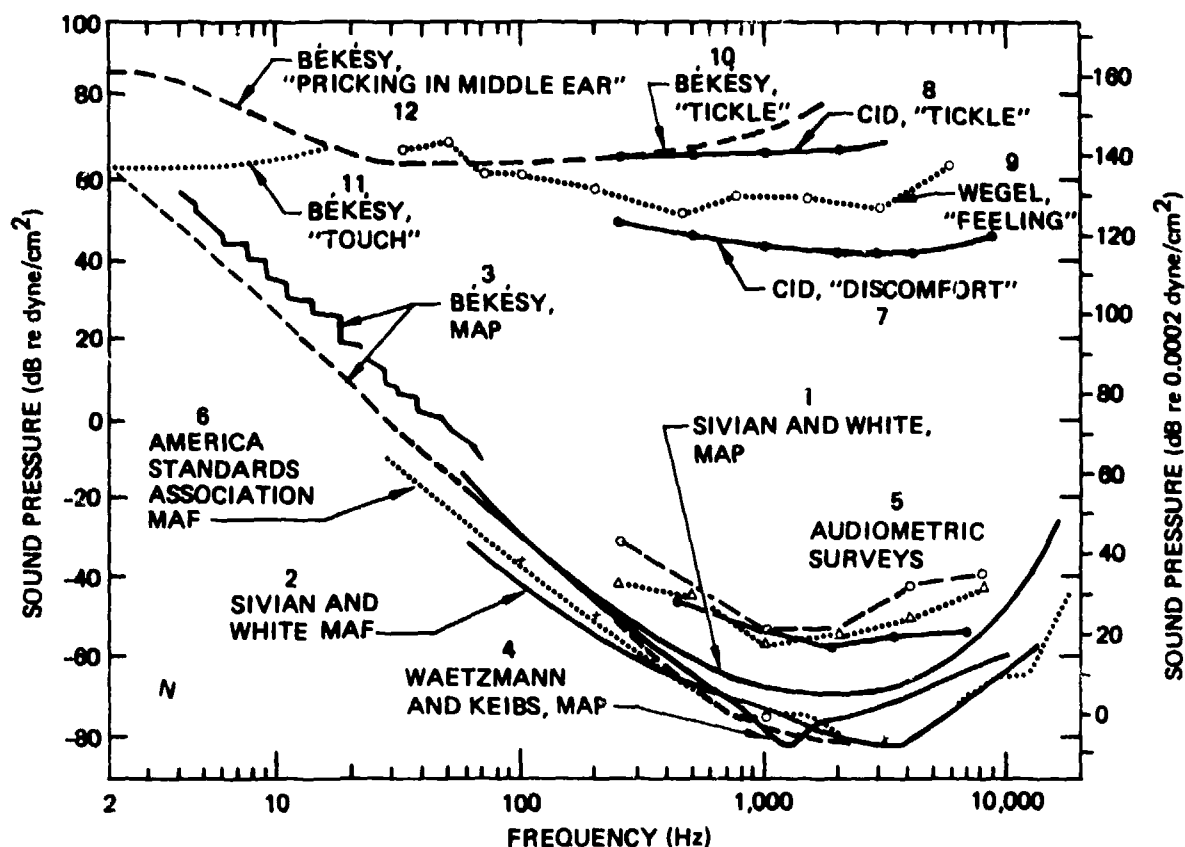 100
80
60
40
20
0
-20
-40
-60
-80
SOUND PRESSURE (dB re dyne/cm2)
BÉKÉSY,
"PRICKING IN MIDDLE EAR"
12
10
BÉKÉSY,
"TICKLE"
8
CID, "TICKLE"
11
BÉKÉSY,
"TOUCH"
9
WEGEL,
"FEELING"
CID, "DISCOMFORT"
7
3
BÉKÉSY,
MAP
6
AMERICA
STANDARDS
ASSOCIATION
MAF
1
SIVIAN AND WHITE,
MAP
5
AUDIOMETRIC
SURVEYS
2
SIVIAN AND
WHITE MAF
4
WAETZMANN
AND KEIBS, MAP
N
160
140
120
100
80
60
40
20
0
SOUND PRESSURE (dB re 0.0002 dyne/cm2)
2
10
100
1,000
10,000
FREQUENCY (Hz)